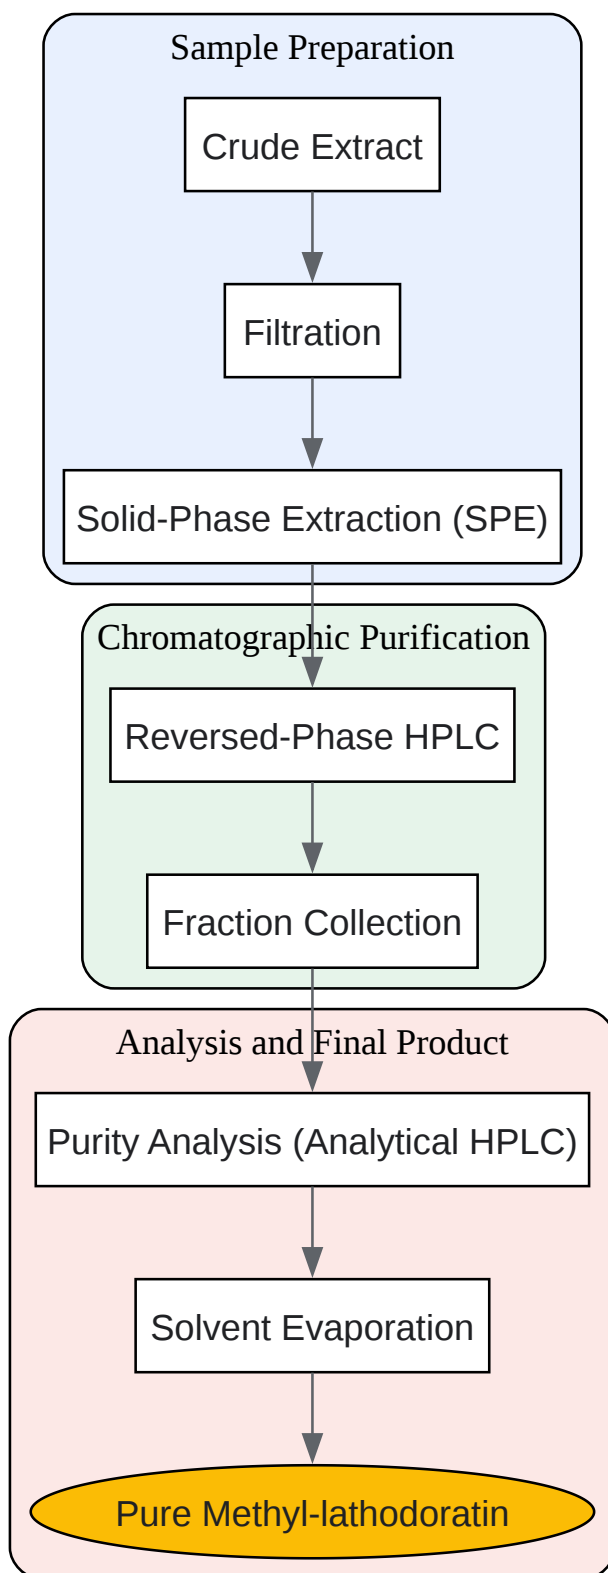 Sample Preparation
Crude Extract
Filtration
Solid-Phase Extraction (SPE)
Chromatographic Purification
Reversed-Phase HPLC
Fraction Collection
Analysis and Final Product
Purity Analysis (Analytical HPLC)
Solvent Evaporation
Pure Methyl-lathodoratin